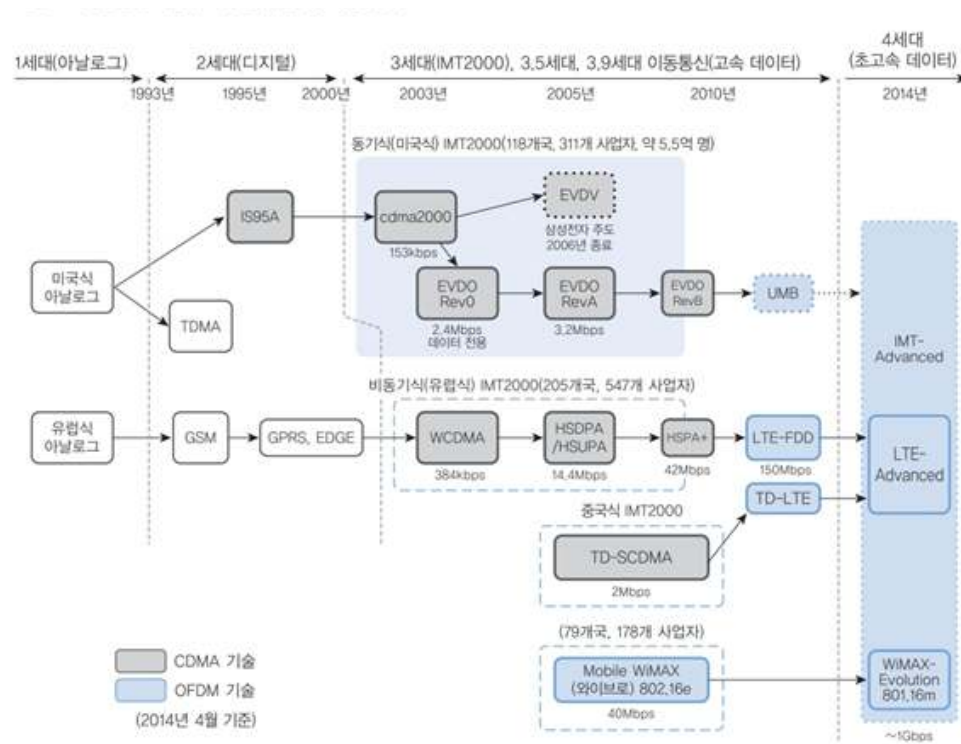 4세대
1세대(아날로그)
2세대(디지털)
3세대(IMT2000), 3.5세대, 3.9세대 이동통신(고속 데이터)
(초고속 데이터)
1993년
1995년
2000년
2003년
2005년
2010년
2014년
동기식(미국식) IMT2000(118개국, 311개 사업자, 약 5.5억 명)
IS95A
cdma2000
153kbps
EVDV
삼성전자 주도
2006년 종료
미국식
아날로그
TDMA
EVDO
Rev0
2.4Mbps
데이터 전용
EVDO
RevA
3.2Mbps
EVDO
RevB
UMB
IMT-
Advanced
비동기식(유럽식) IMT2000(205개국, 547개 사업자)
유럽식
아날로그
GSM
GPRS, EDGE
WCDMA
384kbps
HSDPA
/HSUPA
14.4Mbps
HSPA+
42Mbps
LTE-FDD
150Mbps
LTE-
Advanced
TD-LTE
중국식 IMT2000
TD-SCDMA
2Mbps
(79개국, 178개 사업자)
Mobile WiMAX
(와이브로) 802.16e
40Mbps
WiMAX-
Evolution
801.16m
~1Gbps
CDMA 기술
OFDM 기술
(2014년 4월 기준)